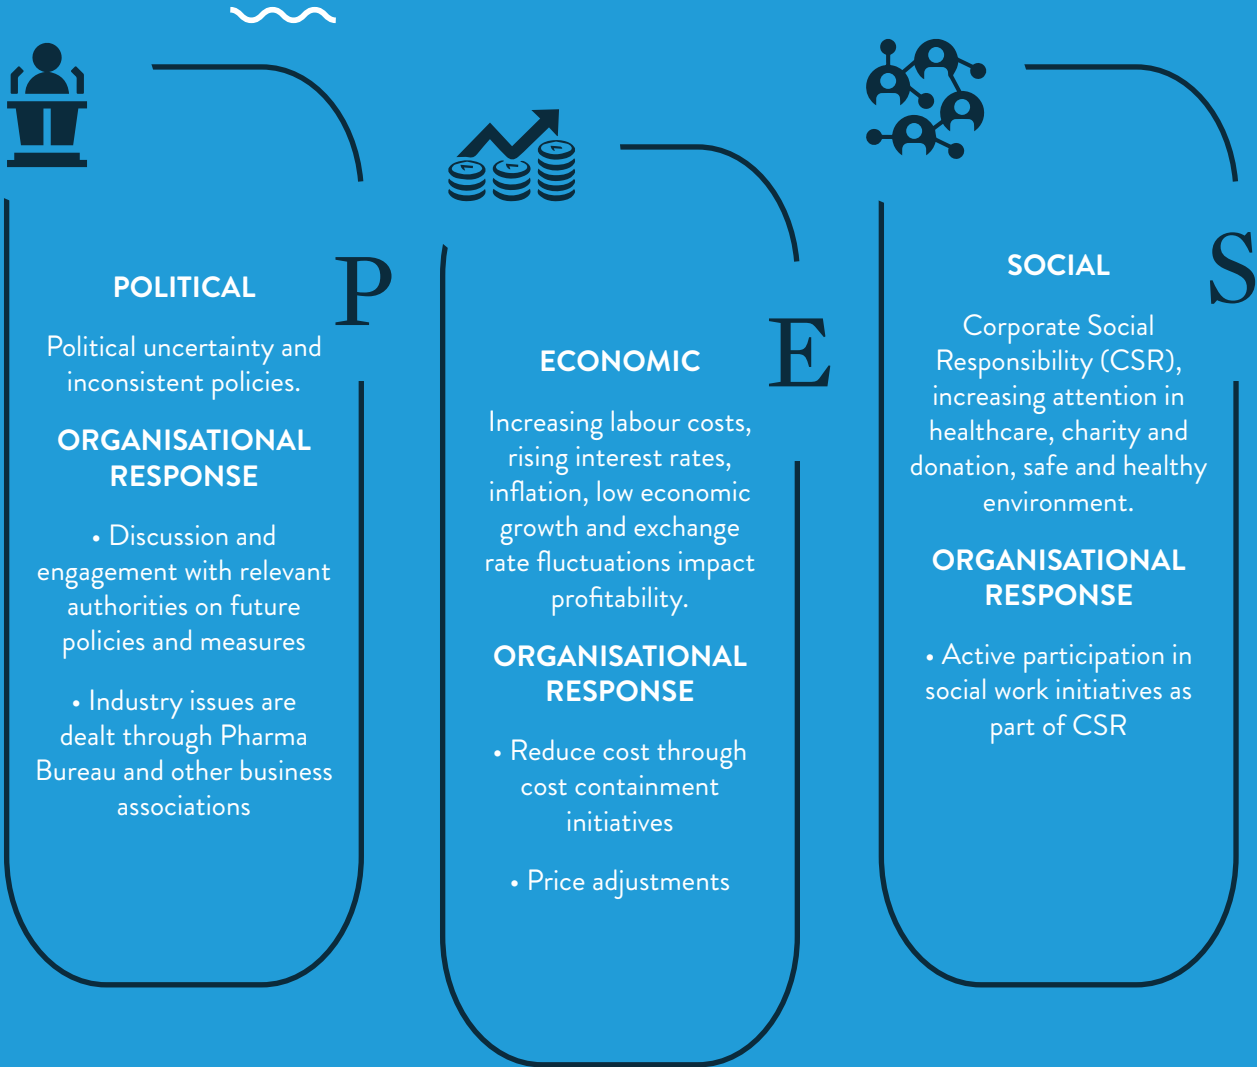 P
POLITICAL
Political uncertainty and
inconsistent policies.
ORGANISATIONAL
RESPONSE
• Discussion and
engagement with relevant
authorities on future
policies and measures
• Industry issues are
dealt through Pharma
Bureau and other business
associations
E
ECONOMIC
Increasing labour costs,
rising interest rates,
inflation, low economic
growth and exchange
rate fluctuations impact
profitability.
ORGANISATIONAL
RESPONSE
• Reduce cost through
cost containment
initiatives
• Price adjustments
S
SOCIAL
Corporate Social
Responsibility (CSR),
increasing attention in
healthcare, charity and
donation, safe and healthy
environment.
ORGANISATIONAL
RESPONSE
• Active participation in
social work initiatives as
part of CSR